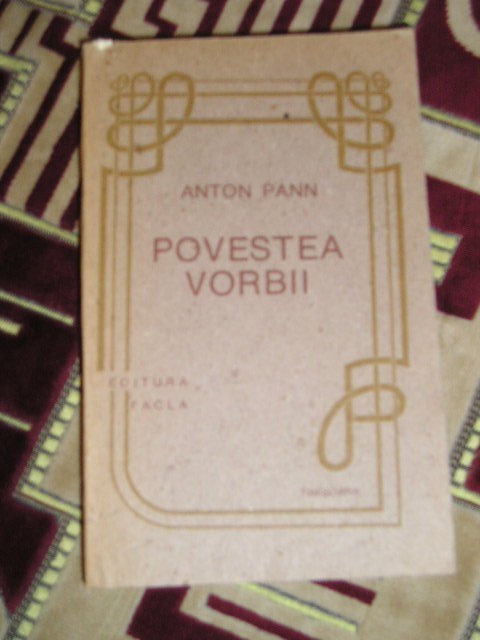 ANTON PANN
POVESTEA
VORBII
EDITURA
FACLA